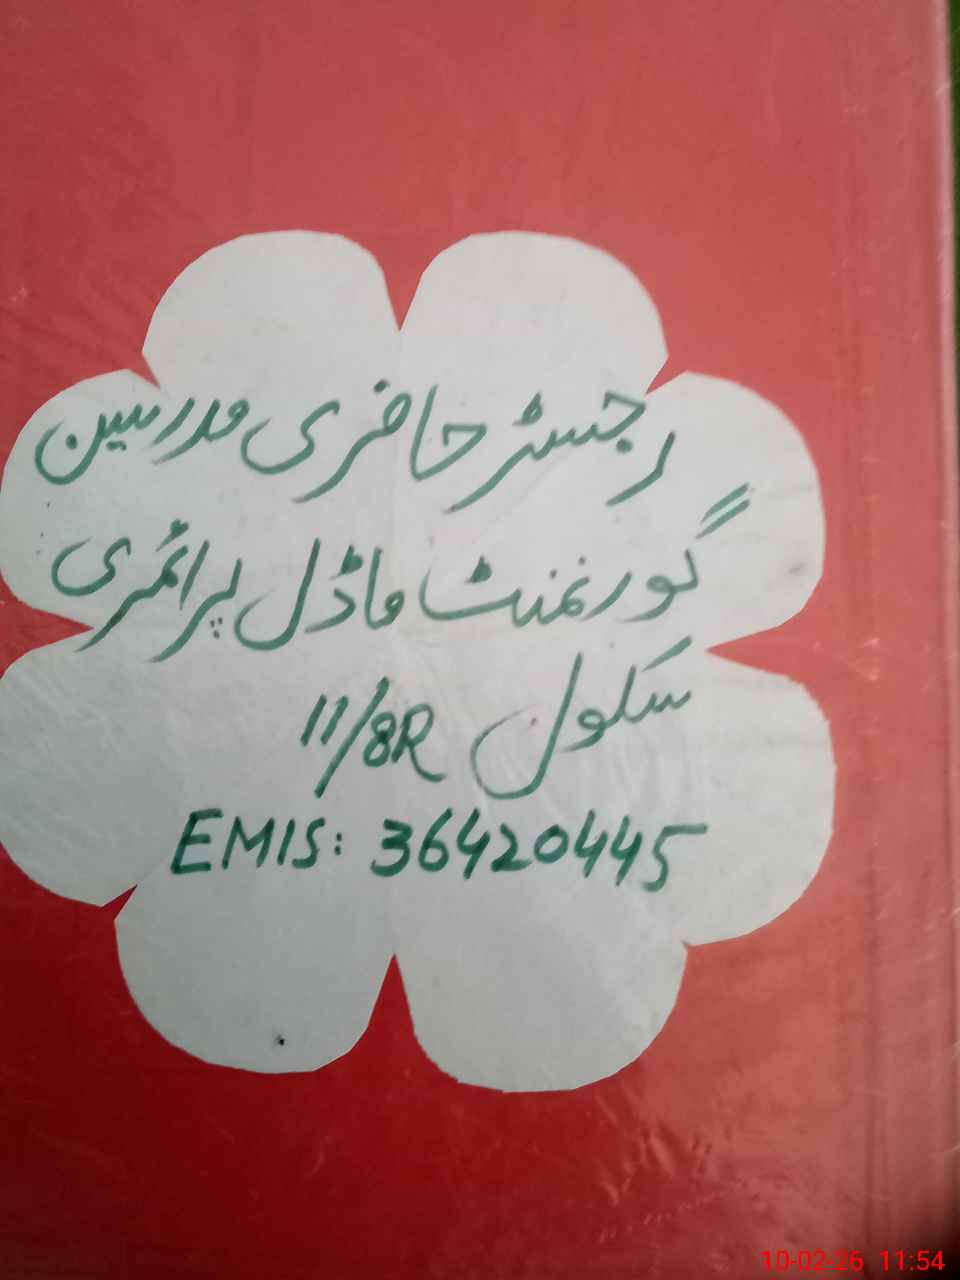 رجسٹر حاضری مدرسین
گورنمنٹ ماڈل پرائمری
سکول 11/8R
EMIS: 36420445
10-02-26 11:54